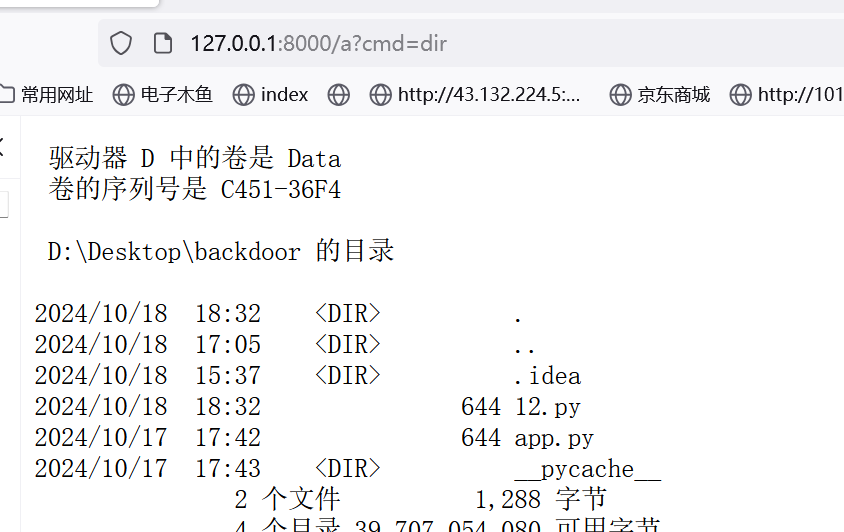 127.0.0.1:8000/a?cmd=dir
常用网址 电子木鱼 index http://43.132.224.5:... 京东商城 http://101
驱动器 D 中的卷是 Data
卷的序列号是 C451-36F4
D:\Desktop\backdoor 的目录
2024/10/18 18:32 <DIR> .
2024/10/18 17:05 <DIR> ..
2024/10/18 15:37 <DIR> .idea
2024/10/18 18:32 644 12.py
2024/10/17 17:42 644 app.py
2024/10/17 17:43 <DIR> __pycache__
2 个文件 1,288 字节
4 个目录 39,707,054,080 可用字节